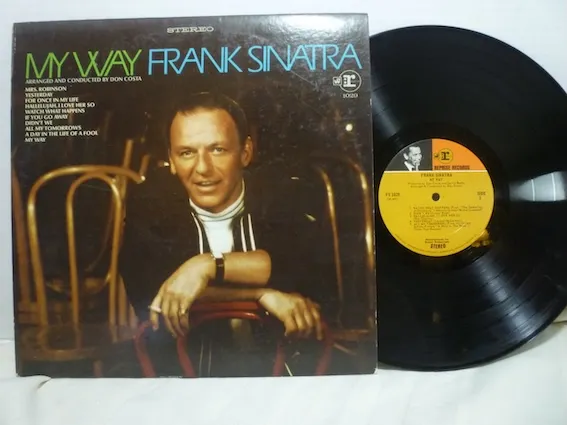 STEREO
MY WAY FRANK SINATRA
ARRANGED AND CONDUCTED BY DON COSTA
r
1029
MRS. ROBINSON
YESTERDAY
FOR ONCE IN MY LIFE
HALLELUJAH, I LOVE HER SO
WATCH WHAT HAPPENS
IF YOU GO AWAY
DIDN'T WE
ALL MY TOMORROWS
A DAY IN THE LIFE OF A FOOL
MY WAY
r
REPRISE RECORDS
FRANK SINATRA
MY WAY
STEREO